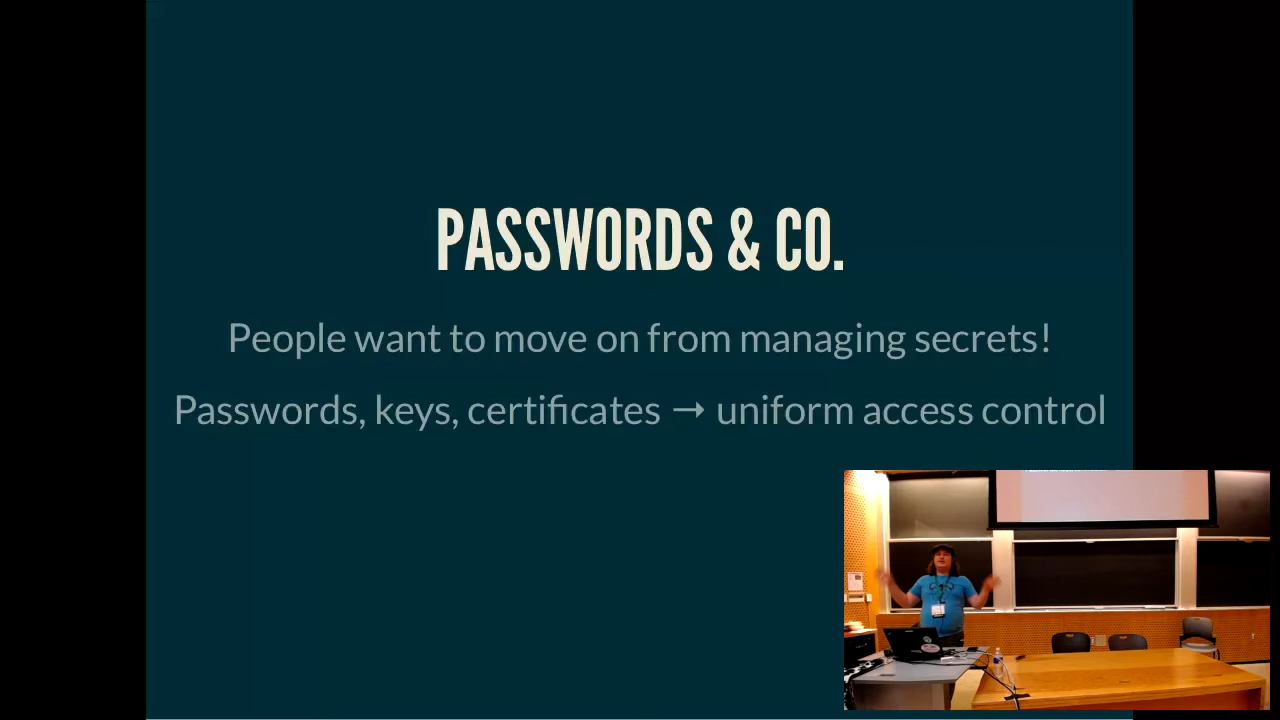 PASSWORDS & CO.
People want to move on from managing secrets!
Passwords, keys, certificates → uniform access control